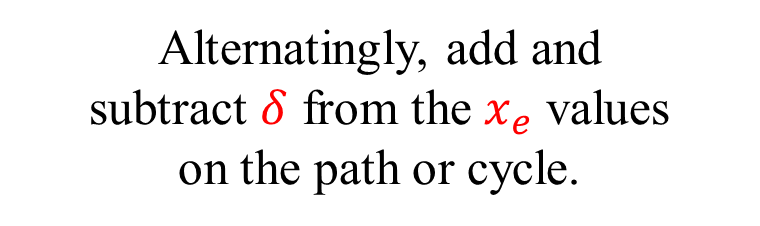 Alternatingly, add and
subtract δ from the xₑ values
on the path or cycle.